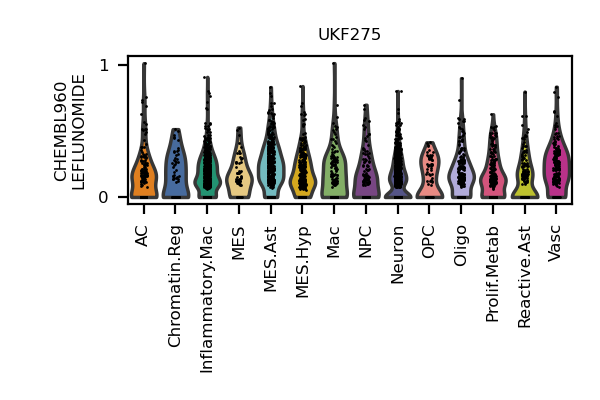 UKF275
CHEMBL960
LEFLUNOMIDE
1
0
AC
Chromatin.Reg
Inflammatory.Mac
MES
MES.Ast
MES.Hyp
Mac
NPC
Neuron
OPC
Oligo
Prolif.Metab
Reactive.Ast
Vasc